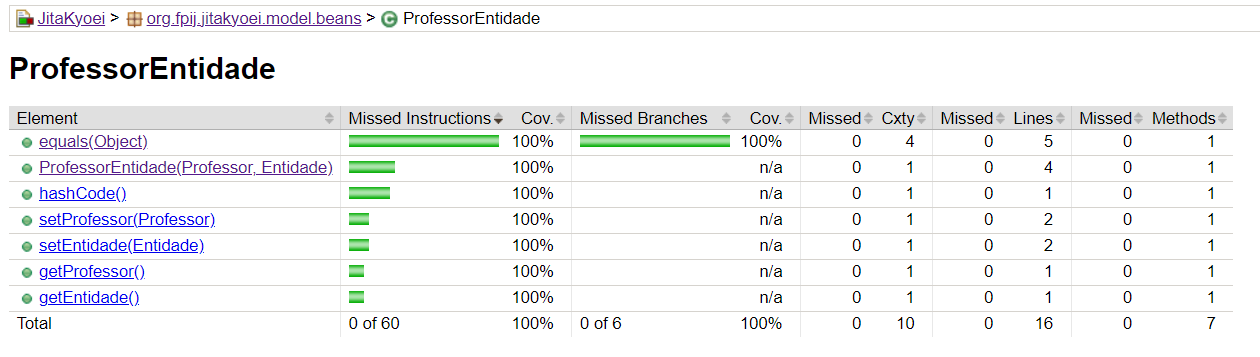 JitaKyoei > org.fpij.jitakyoei.model.beans > ProfessorEntidade
ProfessorEntidade
Element Missed Instructions Cov. Missed Branches Cov. Missed Cxty Missed Lines Missed Methods
equals(Object) 100% 100% 0 4 0 5 0 1
ProfessorEntidade(Professor, Entidade) 100% n/a 0 1 0 4 0 1
hashCode() 100% n/a 0 1 0 1 0 1
setProfessor(Professor) 100% n/a 0 1 0 2 0 1
setEntidade(Entidade) 100% n/a 0 1 0 2 0 1
getProfessor() 100% n/a 0 1 0 1 0 1
getEntidade() 100% n/a 0 1 0 1 0 1
Total 0 of 60 100% 0 of 6 100% 0 10 0 16 0 7